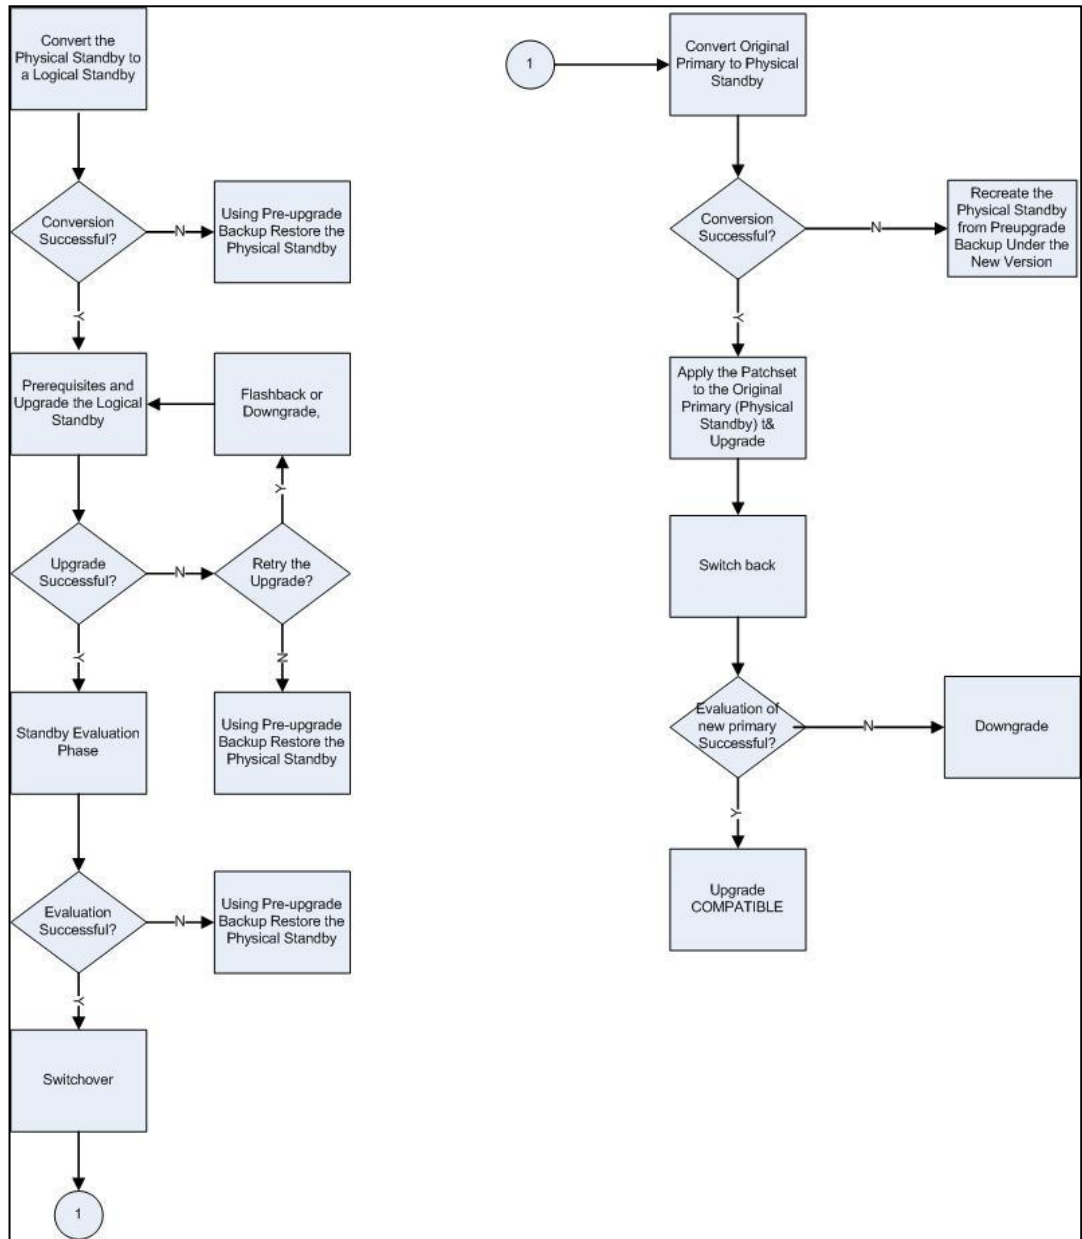 Convert the
Physical Standby to
a Logical Standby
Conversion
Successful?
N
Using Pre-upgrade
Backup Restore the
Physical Standby
Y
Prerequisites and
Upgrade the Logical
Standby
Flashback or
Downgrade,
Y
Upgrade
Successful?
N
Retry the
Upgrade?
Y
N
Standby Evaluation
Phase
Using Pre-upgrade
Backup Restore the
Physical Standby
Evaluation
Successful?
N
Using Pre-upgrade
Backup Restore the
Physical Standby
Y
Switchover
1
1
Convert Original
Primary to Physical
Standby
Conversion
Successful?
N
Recreate the
Physical Standby
from Preupgrade
Backup Under the
New Version
Y
Apply the Patchset
to the Original
Primary (Physical
Standby) t&
Upgrade
Switch back
Evaluation of
new primary
Successful?
N
Downgrade
Y
Upgrade
COMPATIBLE